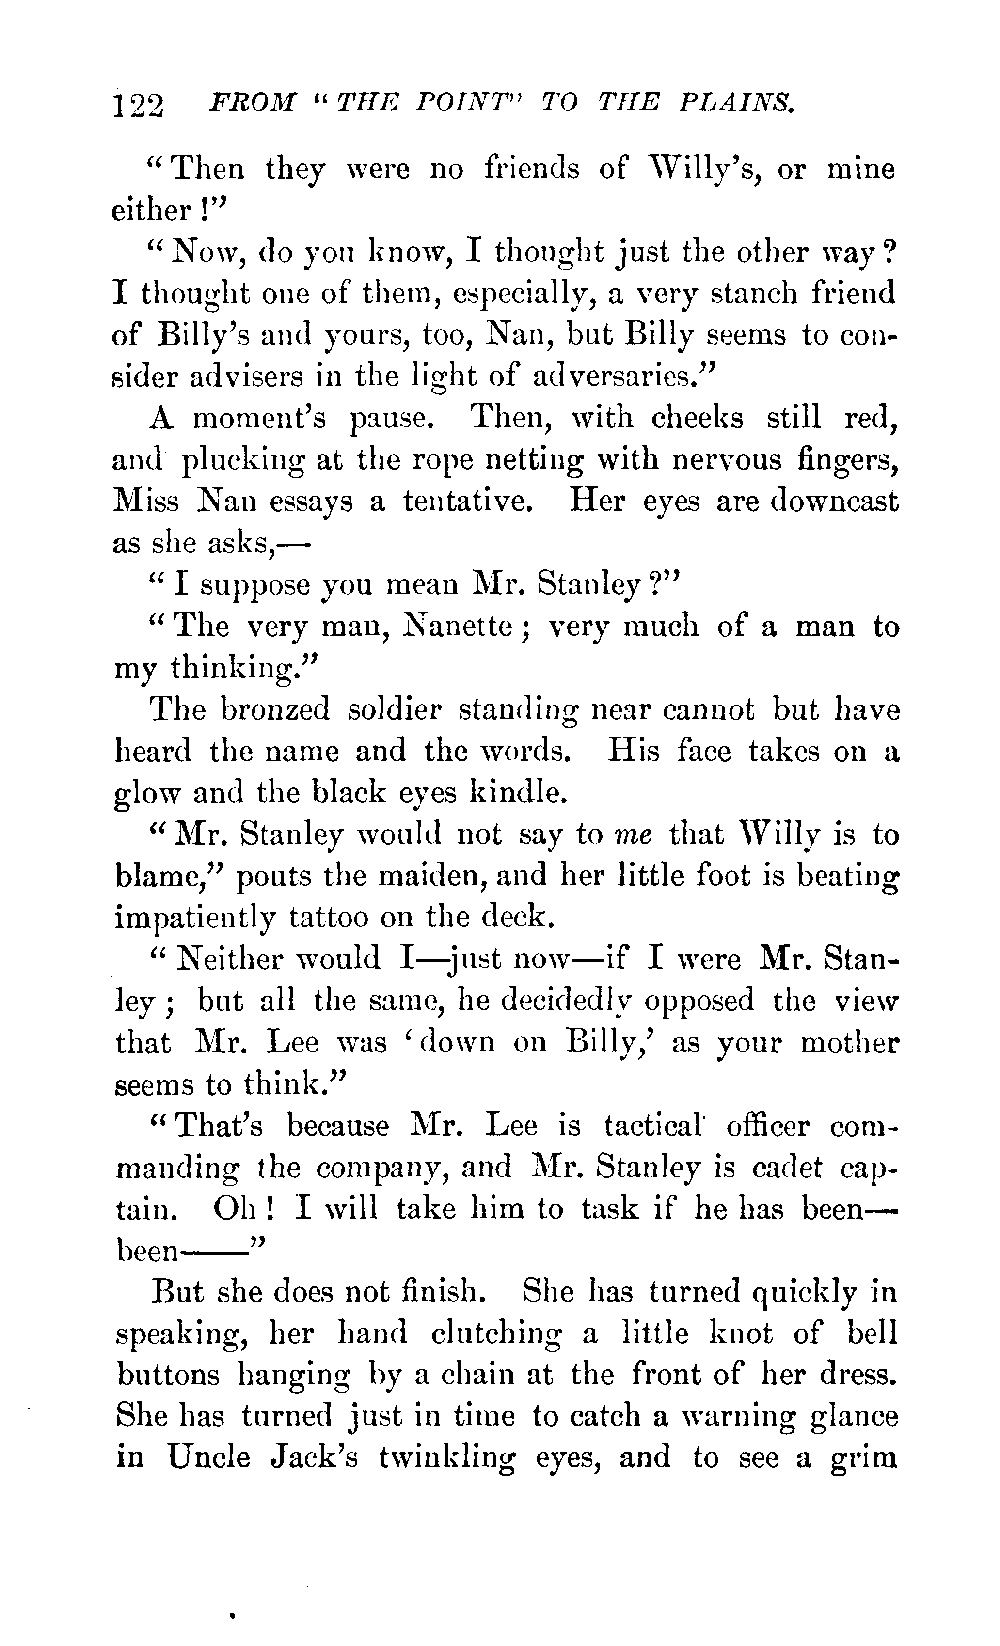 122 FROM "THE POINT" TO THE PLAINS.
"Then they were no friends of Willy's, or mine
either!"
"Now, do you know, I thought just the other way?
I thought one of them, especially, a very stanch friend
of Billy's and yours, too, Nan, but Billy seems to con-
sider advisers in the light of adversaries."
A moment's pause. Then, with cheeks still red,
and plucking at the rope netting with nervous fingers,
Miss Nan essays a tentative. Her eyes are downcast
as she asks,—
"I suppose you mean Mr. Stanley?"
"The very man, Nanette; very much of a man to
my thinking."
The bronzed soldier standing near cannot but have
heard the name and the words. His face takes on a
glow and the black eyes kindle.
"Mr. Stanley would not say to me that Willy is to
blame," pouts the maiden, and her little foot is beating
impatiently tattoo on the deck.
"Neither would I—just now—if I were Mr. Stan-
ley; but all the same, he decidedly opposed the view
that Mr. Lee was 'down on Billy,' as your mother
seems to think."
"That's because Mr. Lee is tactical officer com-
manding the company, and Mr. Stanley is cadet cap-
tain. Oh! I will take him to task if he has been—
been——"
But she does not finish. She has turned quickly in
speaking, her hand clutching a little knot of bell
buttons hanging by a chain at the front of her dress.
She has turned just in time to catch a warning glance
in Uncle Jack's twinkling eyes, and to see a grim